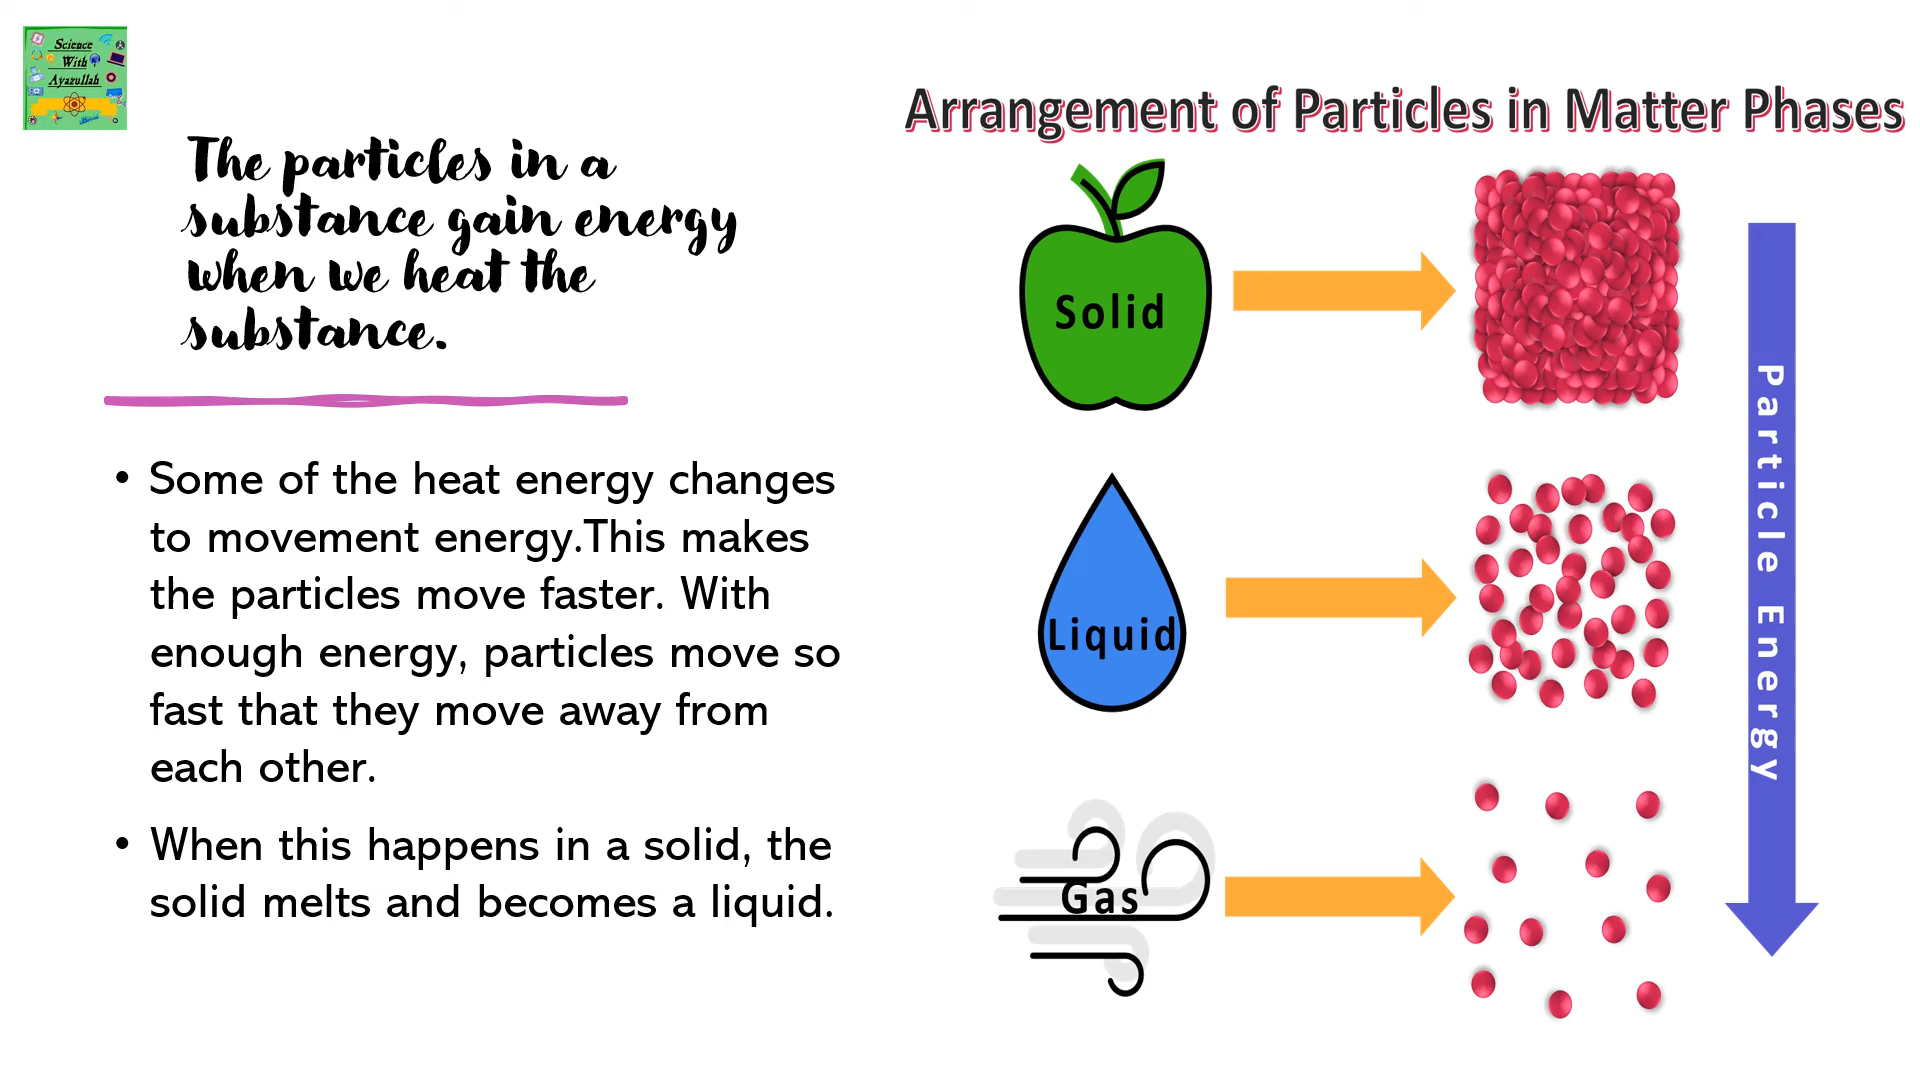 Science
With
Ayazullah
The particles in a
substance gain energy
when we heat the
substance.
• Some of the heat energy changes
to movement energy.This makes
the particles move faster. With
enough energy, particles move so
fast that they move away from
each other.
• When this happens in a solid, the
solid melts and becomes a liquid.
Arrangement of Particles in Matter Phases
Solid
Liquid
Gas
Particle Energy